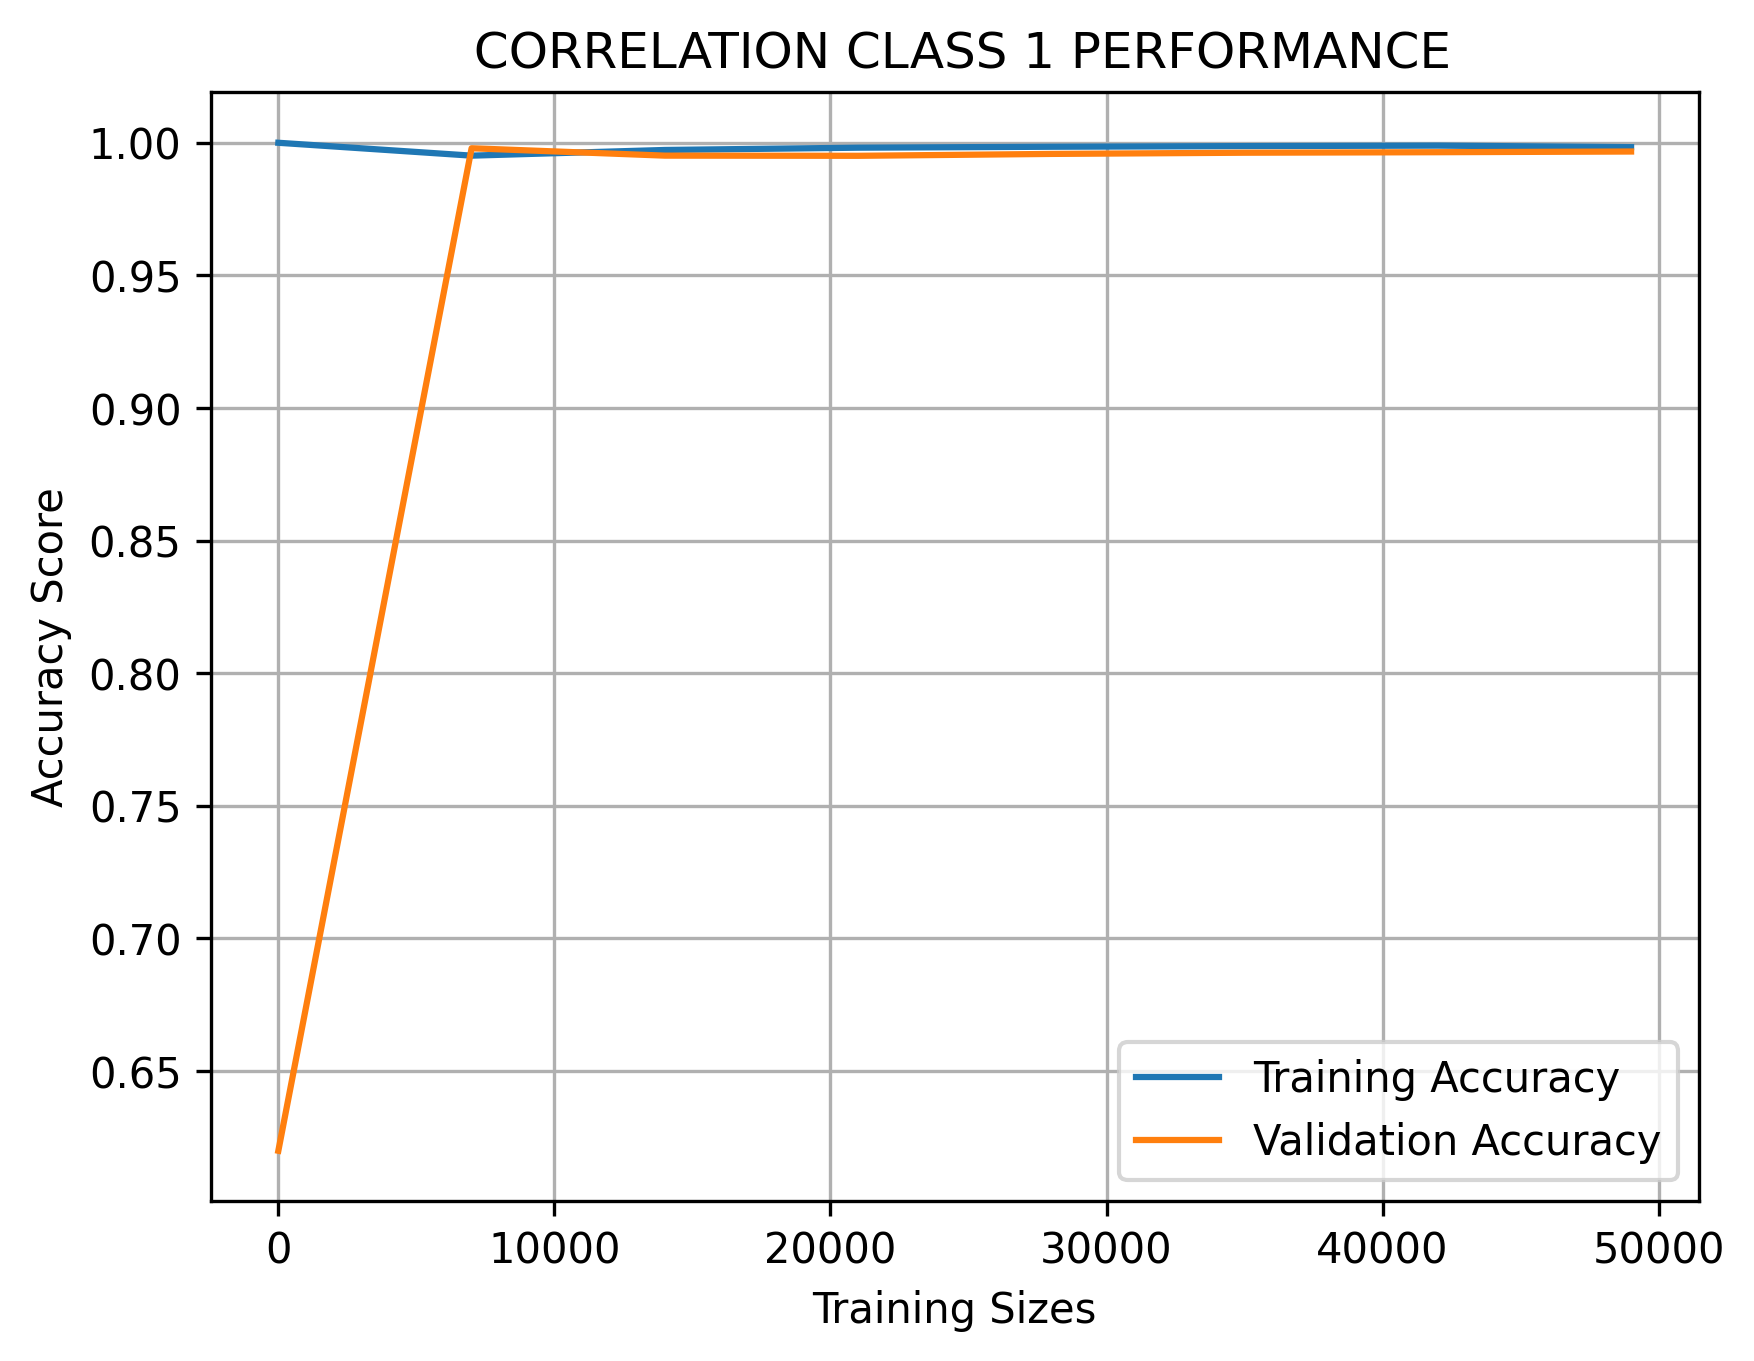 CORRELATION CLASS 1 PERFORMANCE
1.00
0.95
0.90
0.85
0.80
0.75
0.70
0.65
Accuracy Score
Training Accuracy
Validation Accuracy
0 10000 20000 30000 40000 50000
Training Sizes